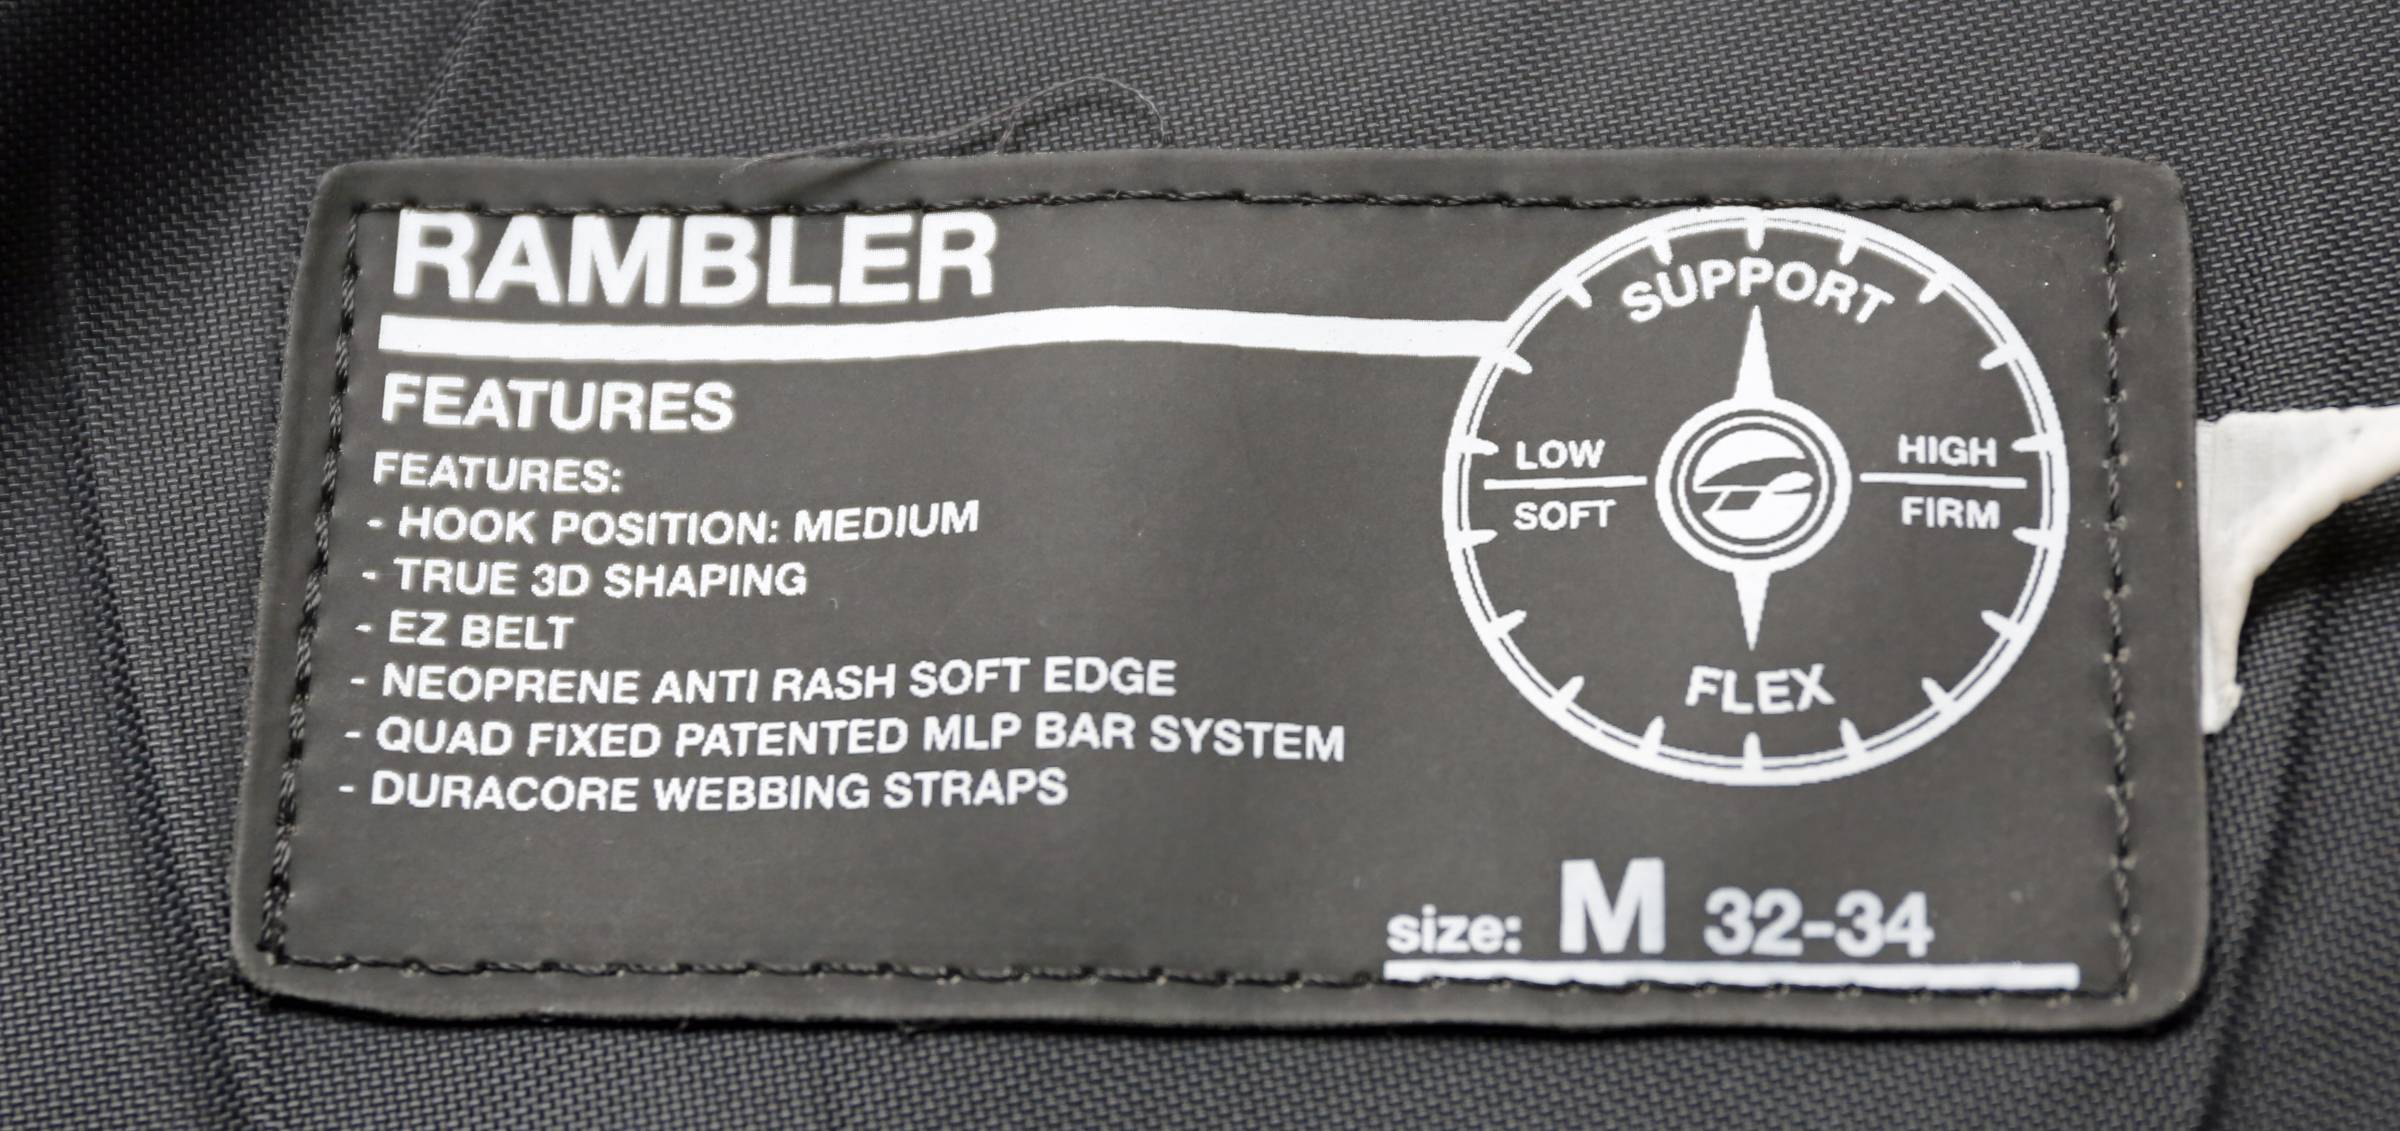 RAMBLER
FEATURES
FEATURES:
- HOOK POSITION: MEDIUM
- TRUE 3D SHAPING
- EZ BELT
- NEOPRENE ANTI RASH SOFT EDGE
- QUAD FIXED PATENTED MLP BAR SYSTEM
- DURACORE WEBBING STRAPS
SUPPORT
LOW HIGH
SOFT FIRM
FLEX
size: M 32-34